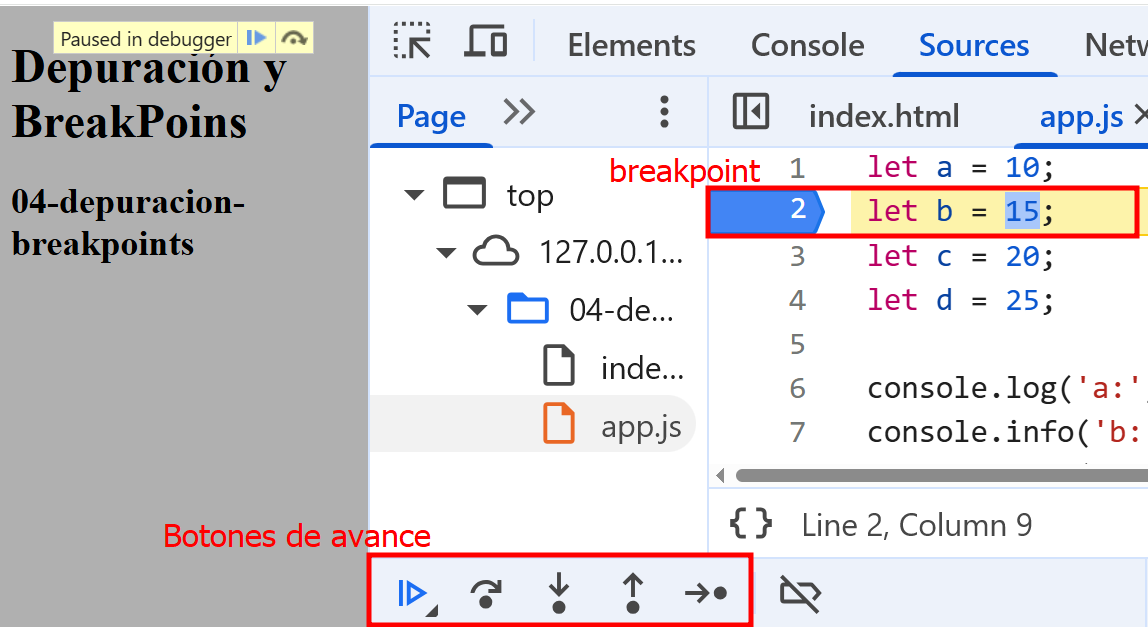 Paused in debugger
Depuración y
BreakPoins
04-depuracion-
breakpoints
Elements Console Sources Netw
Page index.html app.js
top
127.0.0.1...
04-de...
inde...
app.js
breakpoint
1 let a = 10;
2 let b = 15;
3 let c = 20;
4 let d = 25;
5
6 console.log('a:'
7 console.info('b:
{} Line 2, Column 9
Botones de avance